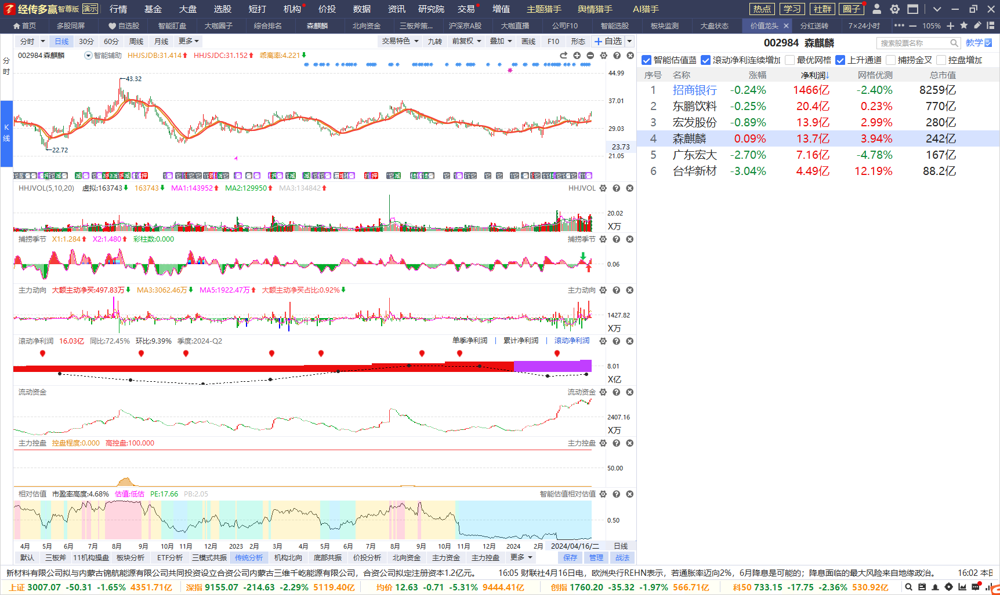 经传多赢 智尊版 演示 行情 基金 大盘 选股 短打 机构 价投 数据 资讯 研究院 交易 增值 主题猎手 舆情猎手 AI猎手 热点 学习 社群 圈子
首页 多股同屏 自选股 智能盯盘 大咖圈子 综合排名 森麒麟 北向资金 三板斧策... 沪深京A股 大咖直播 公司F10 智能选股 板块监测 大盘状态 价值龙头 分红送转 7×24小时 105%
分时 日线 30分 60分 周线 月线 更多 交易特色 九转 前复权 叠加 画线 F10 形态 自选
002984 森麒麟 智能辅助 HHJSJDB:31.414 HHJSJDC:31.152 乖离率:4.221
分时
K线
44.99
43.32
37.01
29.03
23.73
22.72
21.05
HHJVOL(5,10,20) 虚拟:163743 163743 MA1:143952 MA2:129950 MA3:134842 HHJVOL
20.02
X万
捕捞季节 X1:1.284 X2:1.480 彩柱数:0.000 捕捞季节
0.06
主力动向 大额主动净买:497.83万 MA3:3062.46万 MA5:1922.47万 大额主动净买占比:0.92% 主力动向
1427.82
X万
滚动净利润 16.03亿 同比:72.45% 环比:9.39% 季度:2024-Q2 单季净利润 | 累计净利润 | 滚动净利润
8.01
X亿
流动资金 流动资金
2407.16
X万
主力控盘 控盘程度:0.000 高控盘:100.000 主力控盘
50.00
相对估值 市盈率高度:4.68% 估值:低估 PE:17.66 PB:2.05 智能估值相对估值
0.50
4月 5月 6月 7月 8月 9月 10月 11月 12月 2023 2月 3月 4月 5月 6月 7月 8月 9月 10月 11月 12月 2024 2月 2024/04/16/二 日线
默认 三板斧 11机构操盘 板块分析 ETF分析 三模式共振 传统分析 机构北向 底部共振 价投分析 北向资金 主力资金 主力控盘 更多 保存 管理 战法
002984 森麒麟 搜索股票名称 教学
智能估值蓝 滚动净利连续增加 最优网格 上升通道 捕捞金叉 控盘增加
序号 名称 涨幅 净利润↓ 网格优测 总市值
1 招商银行 -0.24% 1466亿 -2.40% 8259亿
2 东鹏饮料 -0.25% 20.4亿 0.23% 770亿
3 宏发股份 -0.89% 13.9亿 2.99% 280亿
4 森麒麟 0.09% 13.7亿 3.94% 242亿
5 广东宏大 -2.70% 7.16亿 -4.78% 167亿
6 台华新材 -3.04% 4.49亿 12.19% 88.2亿
新材料有限公司拟与内蒙古锦航能源有限公司共同投资设立合资公司内蒙古三维千屹能源有限公司，合资公司拟定注册资本1.2亿元。 16:05 财联社4月16日电，欧洲央行REHN表示，若通胀率迈向2%，6月降息是可能的；降息面临的最大风险来自地缘政治。 16:02
上证 3007.07 -50.31 -1.65% 4351.71亿 深指 9155.07 -214.63 -2.29% 5119.40亿 均价 12.63 -0.71 -5.31% 9444.41亿 创指 1760.20 -35.32 -1.97% 566.71亿 科50 733.15 -17.75 -2.36% 530.92亿